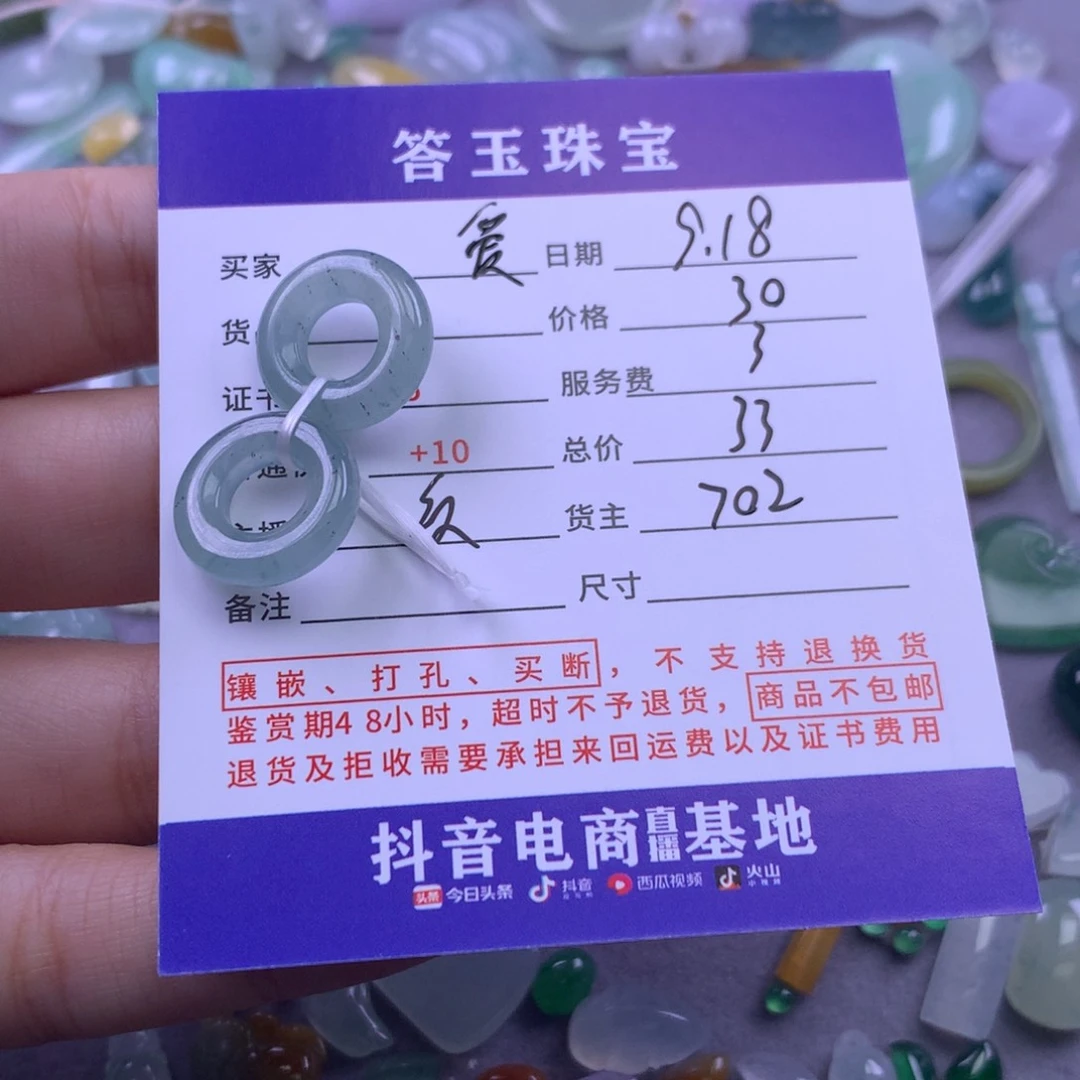 答玉珠宝
买家 爱 日期 9.18
货 价格 30
证书 服务费 3
+10 总价 33
货主 702
备注 尺寸
镶嵌、打孔、买断，不支持退换货
鉴赏期48小时，超时不予退货，商品不包邮
退货及拒收需要承担来回运费以及证书费用
抖音电商直播基地
头条 今日头条 抖音 西瓜视频 火山